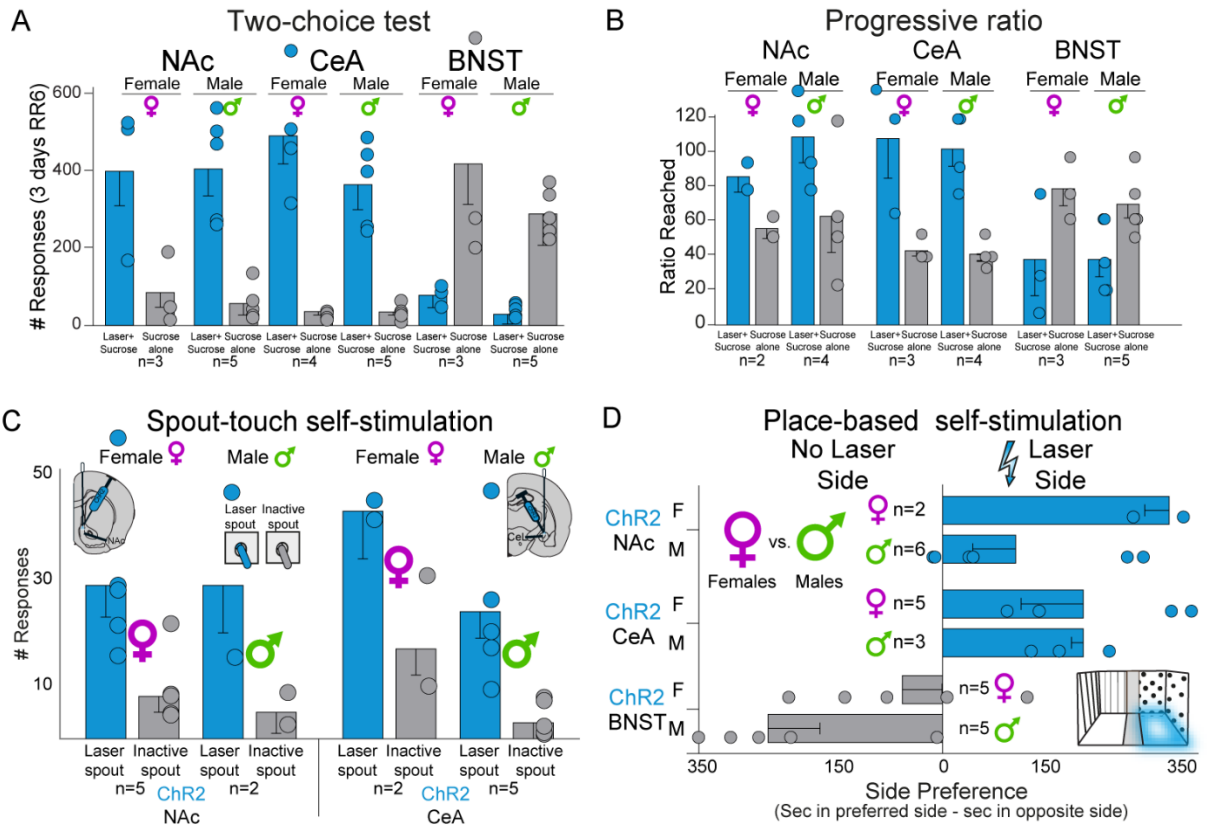 A Two-choice test
NAc CeA BNST
Female Male Female Male Female Male
♀ ♂ ♀ ♂ ♀ ♂
# Responses (3 days RR6)
600
400
200
0
Laser+ Sucrose Laser+ Sucrose Laser+ Sucrose Laser+ Sucrose Laser+ Sucrose Laser+ Sucrose
Sucrose alone Sucrose alone Sucrose alone Sucrose alone Sucrose alone Sucrose alone
n=3 n=5 n=4 n=5 n=3 n=5
B Progressive ratio
NAc CeA BNST
Female Male Female Male Female Male
♀ ♂ ♀ ♂ ♀ ♂
Ratio Reached
120
100
80
60
40
20
0
Laser+ Sucrose Laser+ Sucrose Laser+ Sucrose Laser+ Sucrose Laser+ Sucrose Laser+ Sucrose
Sucrose alone Sucrose alone Sucrose alone Sucrose alone Sucrose alone Sucrose alone
n=2 n=4 n=3 n=4 n=3 n=5
C Spout-touch self-stimulation
Female ♀ Male ♂ Female ♀ Male ♂
# Responses
50
30
10
NAc
Laser Inactive
spout spout
CeL
♀ ♂ ♀ ♂
Laser Inactive Laser Inactive Laser Inactive Laser Inactive
spout spout spout spout spout spout spout spout
n=5 n=2 n=2 n=5
ChR2 ChR2
NAc CeA
D Place-based self-stimulation
No Laser Laser
Side Side
ChR2 F ♀ n=2
NAc M ♂ n=6
♀ vs. ♂
Females Males
ChR2 F ♀ n=5
CeA M ♂ n=3
ChR2 F n=5 ♀
BNST M n=5 ♂
350 150 0 150 350
Side Preference
(Sec in preferred side - sec in opposite side)